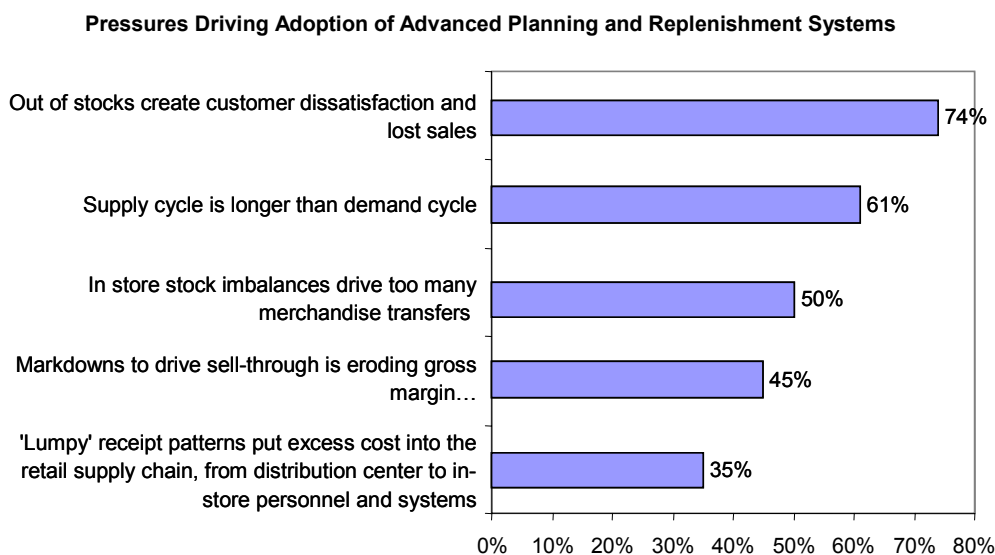 Pressures Driving Adoption of Advanced Planning and Replenishment Systems
Out of stocks create customer dissatisfaction and
lost sales
74%
Supply cycle is longer than demand cycle
61%
In store stock imbalances drive too many
merchandise transfers
50%
Markdowns to drive sell-through is eroding gross
margin…
45%
'Lumpy' receipt patterns put excess cost into the
retail supply chain, from distribution center to in-
store personnel and systems
35%
0% 10% 20% 30% 40% 50% 60% 70% 80%